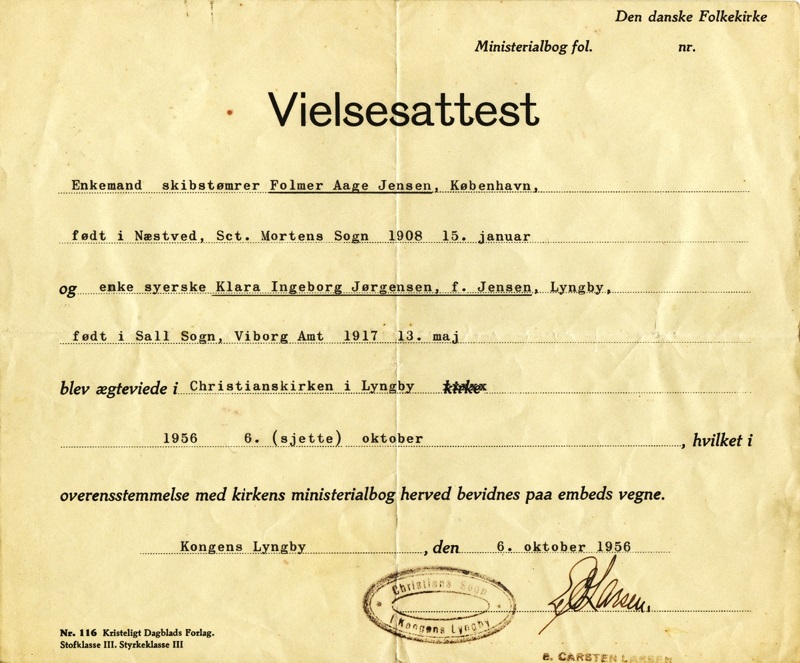 Den danske Folkekirke
Ministerialbog fol. nr.
Vielsesattest
Enkemand skibstømrer Folmer Aage Jensen, København,
født i Næstved, Sct. Mortens Sogn 1908 15. januar
og enke syerske Klara Ingeborg Jørgensen, f. Jensen, Lyngby,
født i Sall Sogn, Viborg Amt 1917 13. maj
blev ægteviede i Christianskirken i Lyngby kirke
1956 6. (sjette) oktober , hvilket i
overensstemmelse med kirkens ministerialbog herved bevidnes paa embeds vegne.
Kongens Lyngby , den 6. oktober 1956
Christians Sogn
i Kongens Lyngby
E C Larsen.
E. CARSTEN LARSEN
Nr. 116 Kristeligt Dagblads Forlag.
Stofklasse III. Styrkeklasse III